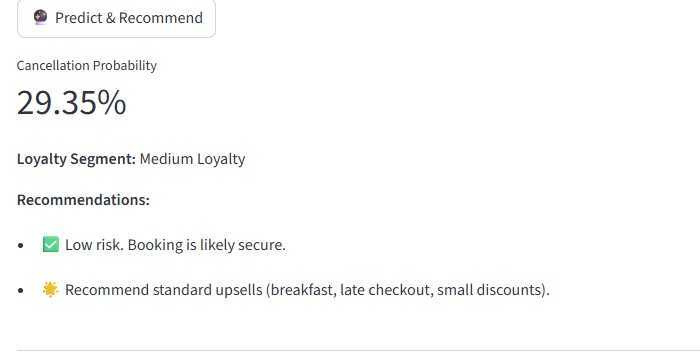 🔮 Predict & Recommend
Cancellation Probability
29.35%
Loyalty Segment: Medium Loyalty
Recommendations:
• ✅ Low risk. Booking is likely secure.
• 🌟 Recommend standard upsells (breakfast, late checkout, small discounts).